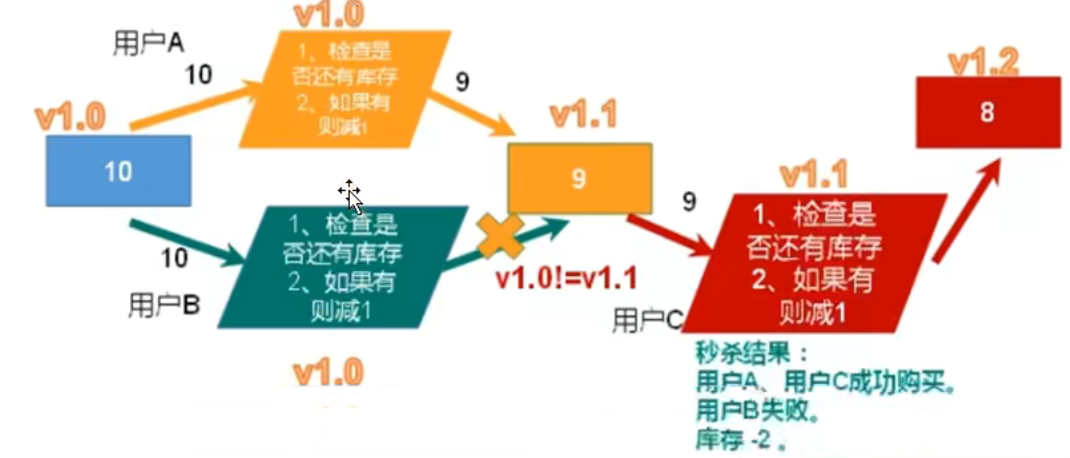 v1.0
用户A
10
1、检查是
否还有库存
2、如果有
则减1
9
v1.0
10
v1.1
9
v1.2
8
10
用户B
1、检查是
否还有库存
2、如果有
则减1
v1.0
v1.0!=v1.1
9
用户C
v1.1
1、检查是
否还有库存
2、如果有
则减1
秒杀结果：
用户A、用户C成功购买。
用户B失败。
库存 -2 。